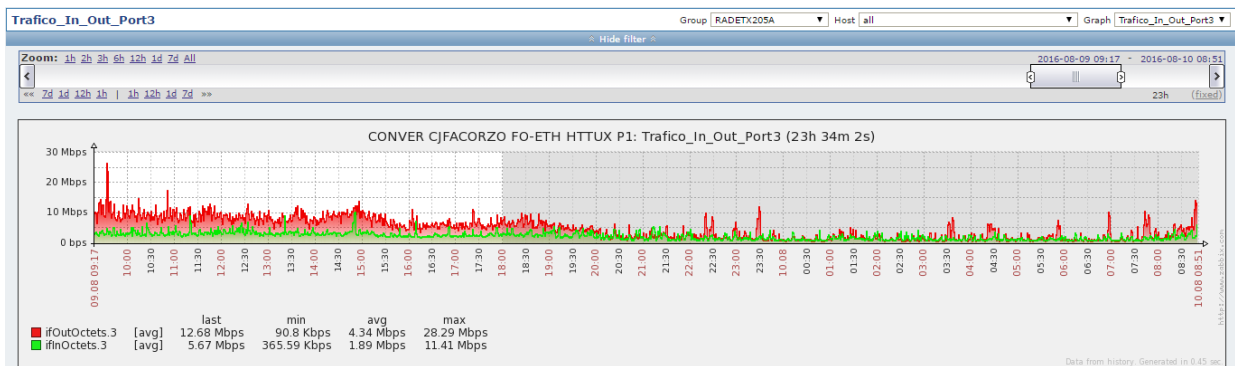 Trafico_In_Out_Port3 Group RADETX205A Host all Graph Trafico_In_Out_Port3
Hide filter
Zoom: 1h 2h 3h 6h 12h 1d 7d All 2016-08-09 09:17 - 2016-08-10 08:51
«« 7d 1d 12h 1h | 1h 12h 1d 7d »» 23h (fixed)
CONVER CJFACORZO FO-ETH HTTUX P1: Trafico_In_Out_Port3 (23h 34m 2s)
30 Mbps
20 Mbps
10 Mbps
0 bps
09.08 09:17 10:00 10:30 11:00 11:30 12:00 12:30 13:00 13:30 14:00 14:30 15:00 15:30 16:00 16:30 17:00 17:30 18:00 18:30 19:00 19:30 20:00 20:30 21:00 21:30 22:00 22:30 23:00 23:30 10.08 00:30 01:00 01:30 02:00 02:30 03:00 03:30 04:00 04:30 05:00 05:30 06:00 06:30 07:00 07:30 08:00 08:30 10.08 08:51
http://www.zabbix.com
last min avg max
ifOutOctets.3 [avg] 12.68 Mbps 90.8 Kbps 4.34 Mbps 28.29 Mbps
ifInOctets.3 [avg] 5.67 Mbps 365.59 Kbps 1.89 Mbps 11.41 Mbps
Data from history. Generated in 0.45 sec.